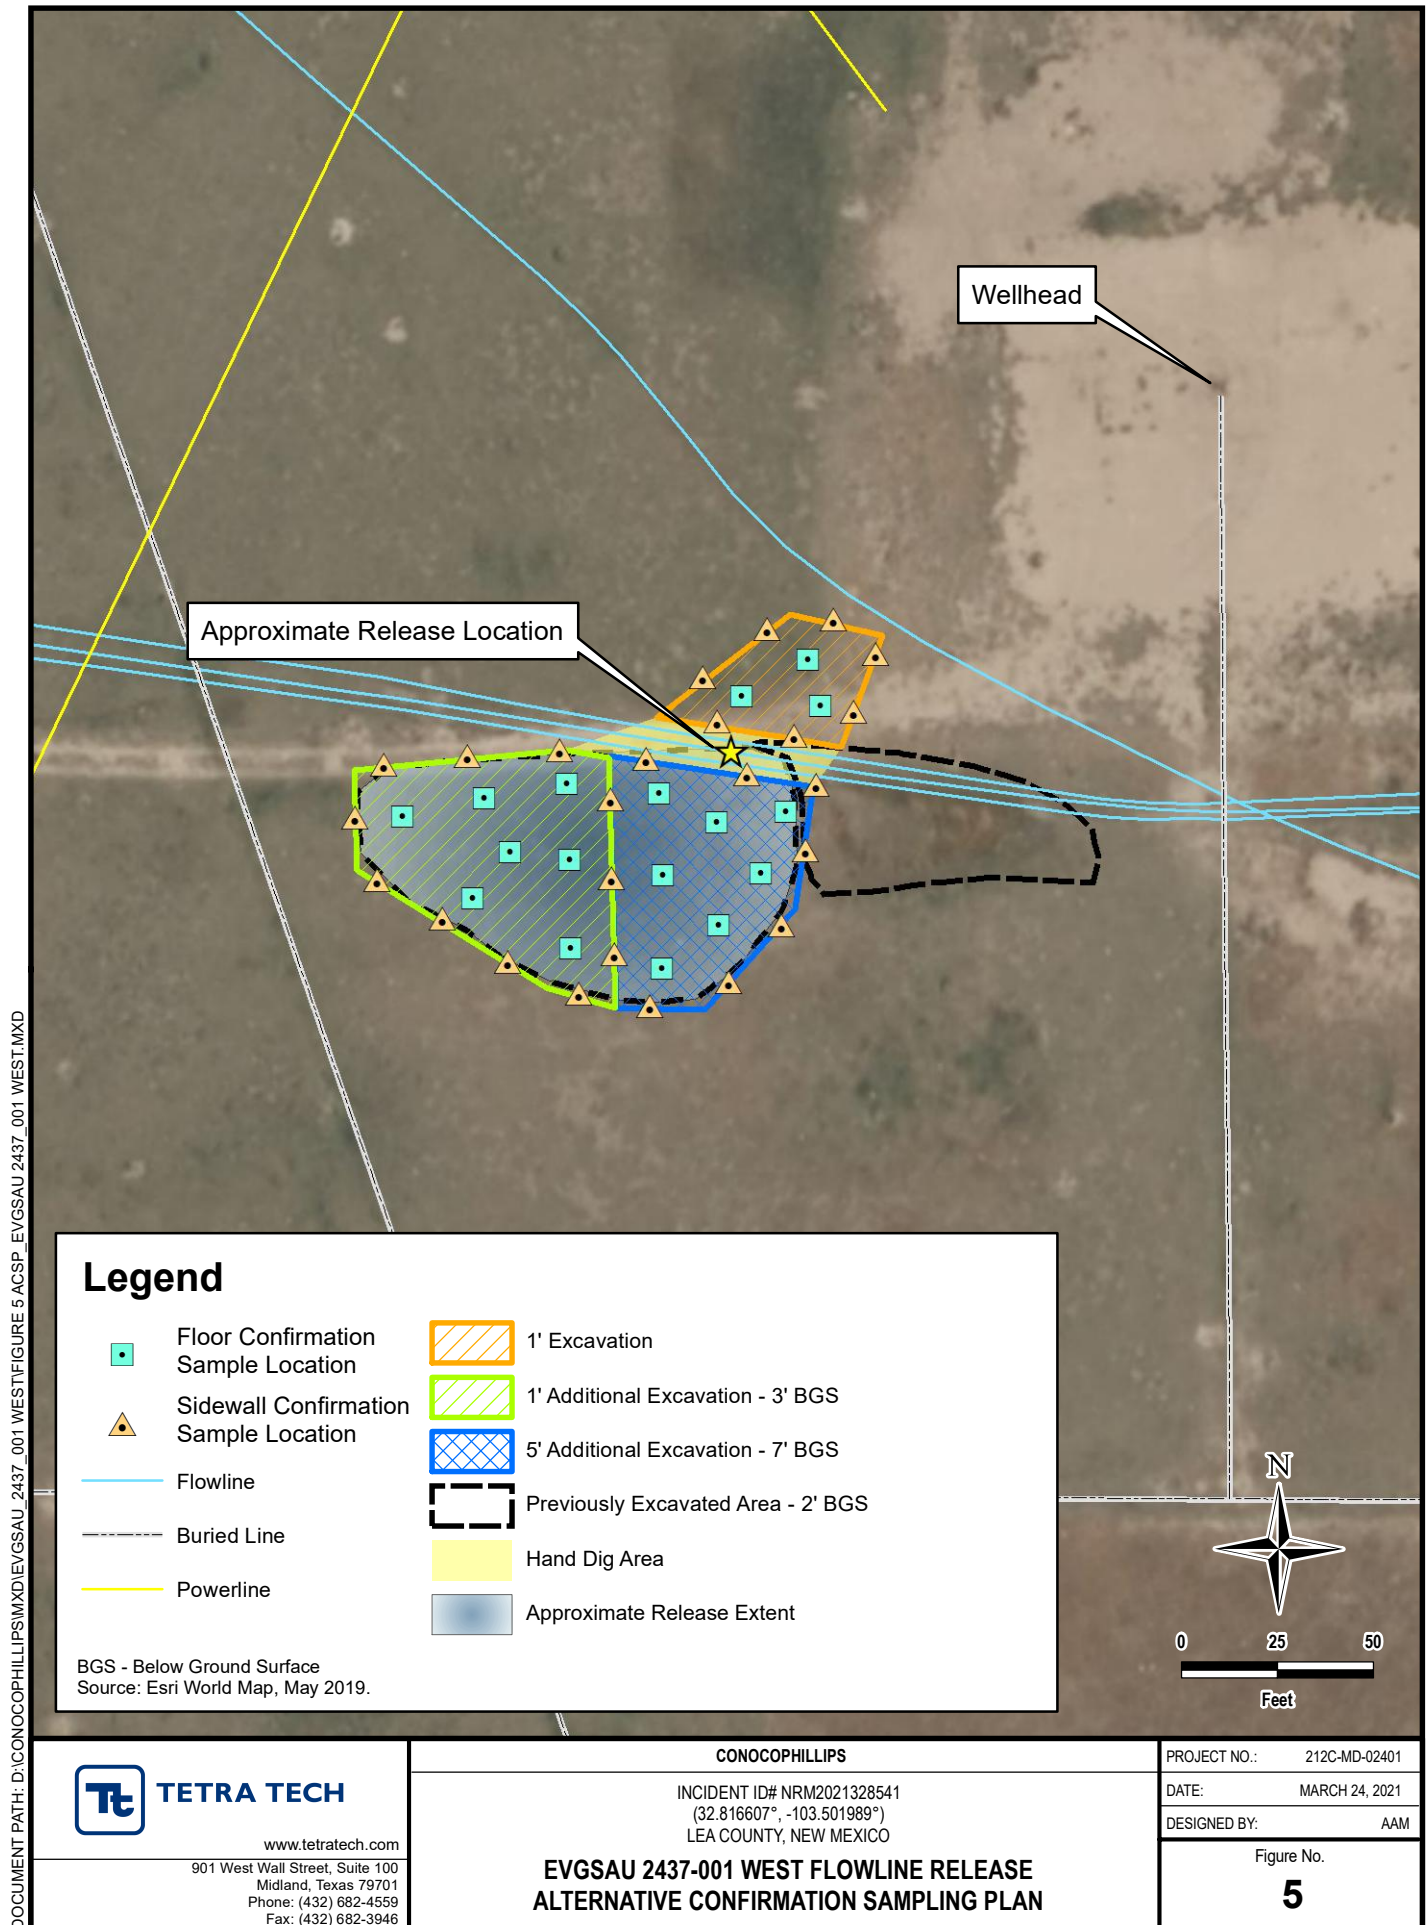 Wellhead
Approximate Release Location
Legend
Floor Confirmation
Sample Location
Sidewall Confirmation
Sample Location
Flowline
Buried Line
Powerline
1' Excavation
1' Additional Excavation - 3' BGS
5' Additional Excavation - 7' BGS
Previously Excavated Area - 2' BGS
Hand Dig Area
Approximate Release Extent
BGS - Below Ground Surface
Source: Esri World Map, May 2019.
N
0 25 50
Feet
DOCUMENT PATH: D:\CONOCOPHILLIPS\MXD\EVGSAU_2437_001 WEST\FIGURE 5 ACSP_EVGSAU 2437_001 WEST.MXD
Tt TETRA TECH
www.tetratech.com
901 West Wall Street, Suite 100
Midland, Texas 79701
Phone: (432) 682-4559
Fax: (432) 682-3946
CONOCOPHILLIPS
INCIDENT ID# NRM2021328541
(32.816607°, -103.501989°)
LEA COUNTY, NEW MEXICO
EVGSAU 2437-001 WEST FLOWLINE RELEASE
ALTERNATIVE CONFIRMATION SAMPLING PLAN
PROJECT NO.: 212C-MD-02401
DATE: MARCH 24, 2021
DESIGNED BY: AAM
Figure No.
5